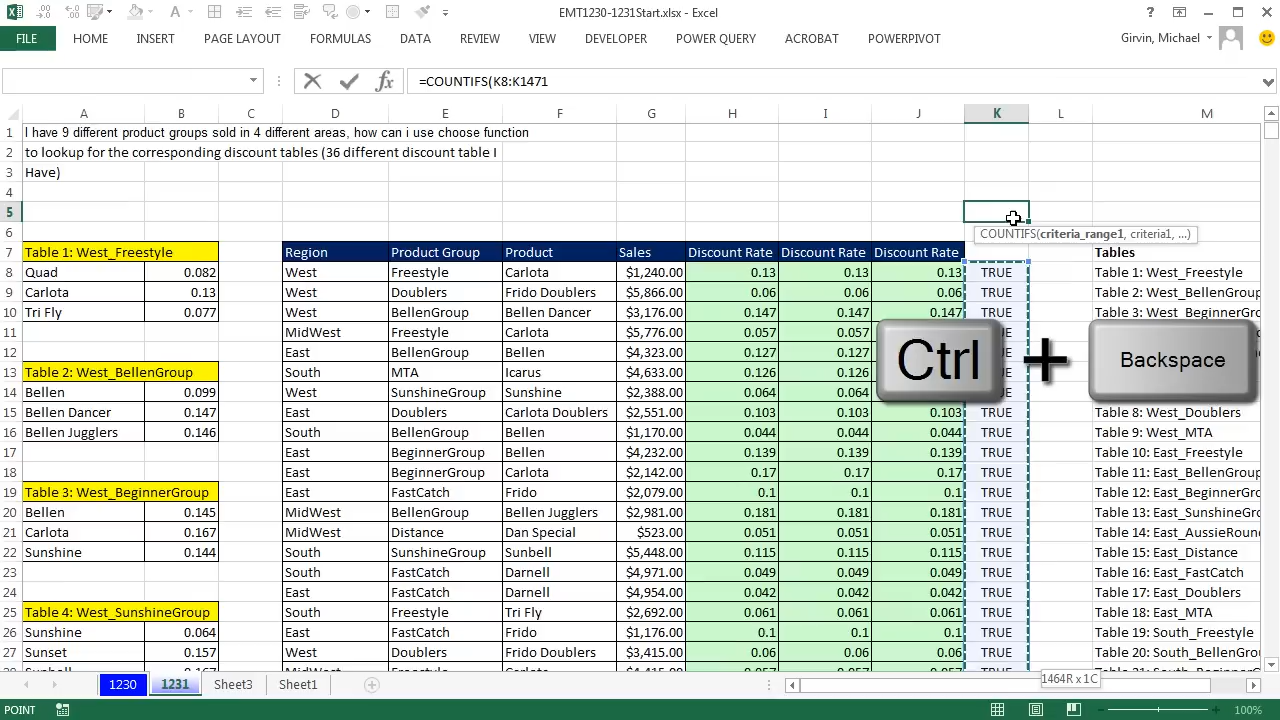 EMT1230-1231Start.xlsx - Excel
FILE HOME INSERT PAGE LAYOUT FORMULAS DATA REVIEW VIEW DEVELOPER POWER QUERY ACROBAT POWERPIVOT Girvin, Michael
=COUNTIFS(K8:K1471
A B C D E F G H I J K L M
1 I have 9 different product groups sold in 4 different areas, how can i use choose function
2 to lookup for the corresponding discount tables (36 different discount table I
3 Have)
4
5
6
COUNTIFS(criteria_range1, criteria1, ...)
7 Table 1: West_Freestyle Region Product Group Product Sales Discount Rate Discount Rate Discount Rate Tables
8 Quad 0.082 West Freestyle Carlota $1,240.00 0.13 0.13 0.13 TRUE Table 1: West_Freestyle
9 Carlota 0.13 West Doublers Frido Doublers $5,866.00 0.06 0.06 0.06 TRUE Table 2: West_BellenGroup
10 Tri Fly 0.077 West BellenGroup Bellen Dancer $3,176.00 0.147 0.147 0.147 TRUE Table 3: West_BeginnerGro
11 MidWest Freestyle Carlota $5,776.00 0.057 0.057
12 East BellenGroup Bellen $4,323.00 0.127 0.127
13 Table 2: West_BellenGroup South MTA Icarus $4,633.00 0.126 0.126
14 Bellen 0.099 West SunshineGroup Sunshine $2,388.00 0.064 0.064
Ctrl + Backspace
15 Bellen Dancer 0.147 East Doublers Carlota Doublers $2,551.00 0.103 0.103 0.103 TRUE Table 8: West_Doublers
16 Bellen Jugglers 0.146 South BellenGroup Bellen $1,170.00 0.044 0.044 0.044 TRUE Table 9: West_MTA
17 East BeginnerGroup Bellen $4,232.00 0.139 0.139 0.139 TRUE Table 10: East_Freestyle
18 East BeginnerGroup Carlota $2,142.00 0.17 0.17 0.17 TRUE Table 11: East_BellenGroup
19 Table 3: West_BeginnerGroup East FastCatch Frido $2,079.00 0.1 0.1 0.1 TRUE Table 12: East_BeginnerGro
20 Bellen 0.145 MidWest BellenGroup Bellen Jugglers $2,981.00 0.181 0.181 0.181 TRUE Table 13: East_SunshineGro
21 Carlota 0.167 MidWest Distance Dan Special $523.00 0.051 0.051 0.051 TRUE Table 14: East_AussieRoun
22 Sunshine 0.144 South SunshineGroup Sunbell $5,448.00 0.115 0.115 0.115 TRUE Table 15: East_Distance
23 South FastCatch Darnell $4,971.00 0.049 0.049 0.049 TRUE Table 16: East_FastCatch
24 East FastCatch Darnell $4,954.00 0.042 0.042 0.042 TRUE Table 17: East_Doublers
25 Table 4: West_SunshineGroup South Freestyle Tri Fly $2,692.00 0.061 0.061 0.061 TRUE Table 18: East_MTA
26 Sunshine 0.064 East FastCatch Frido $1,176.00 0.1 0.1 0.1 TRUE Table 19: South_Freestyle
27 Sunset 0.157 West Doublers Frido Doublers $3,415.00 0.06 0.06 0.06 TRUE Table 20: South_BellenGrou
1464R x 1C
1230 1231 Sheet3 Sheet1
POINT 100%